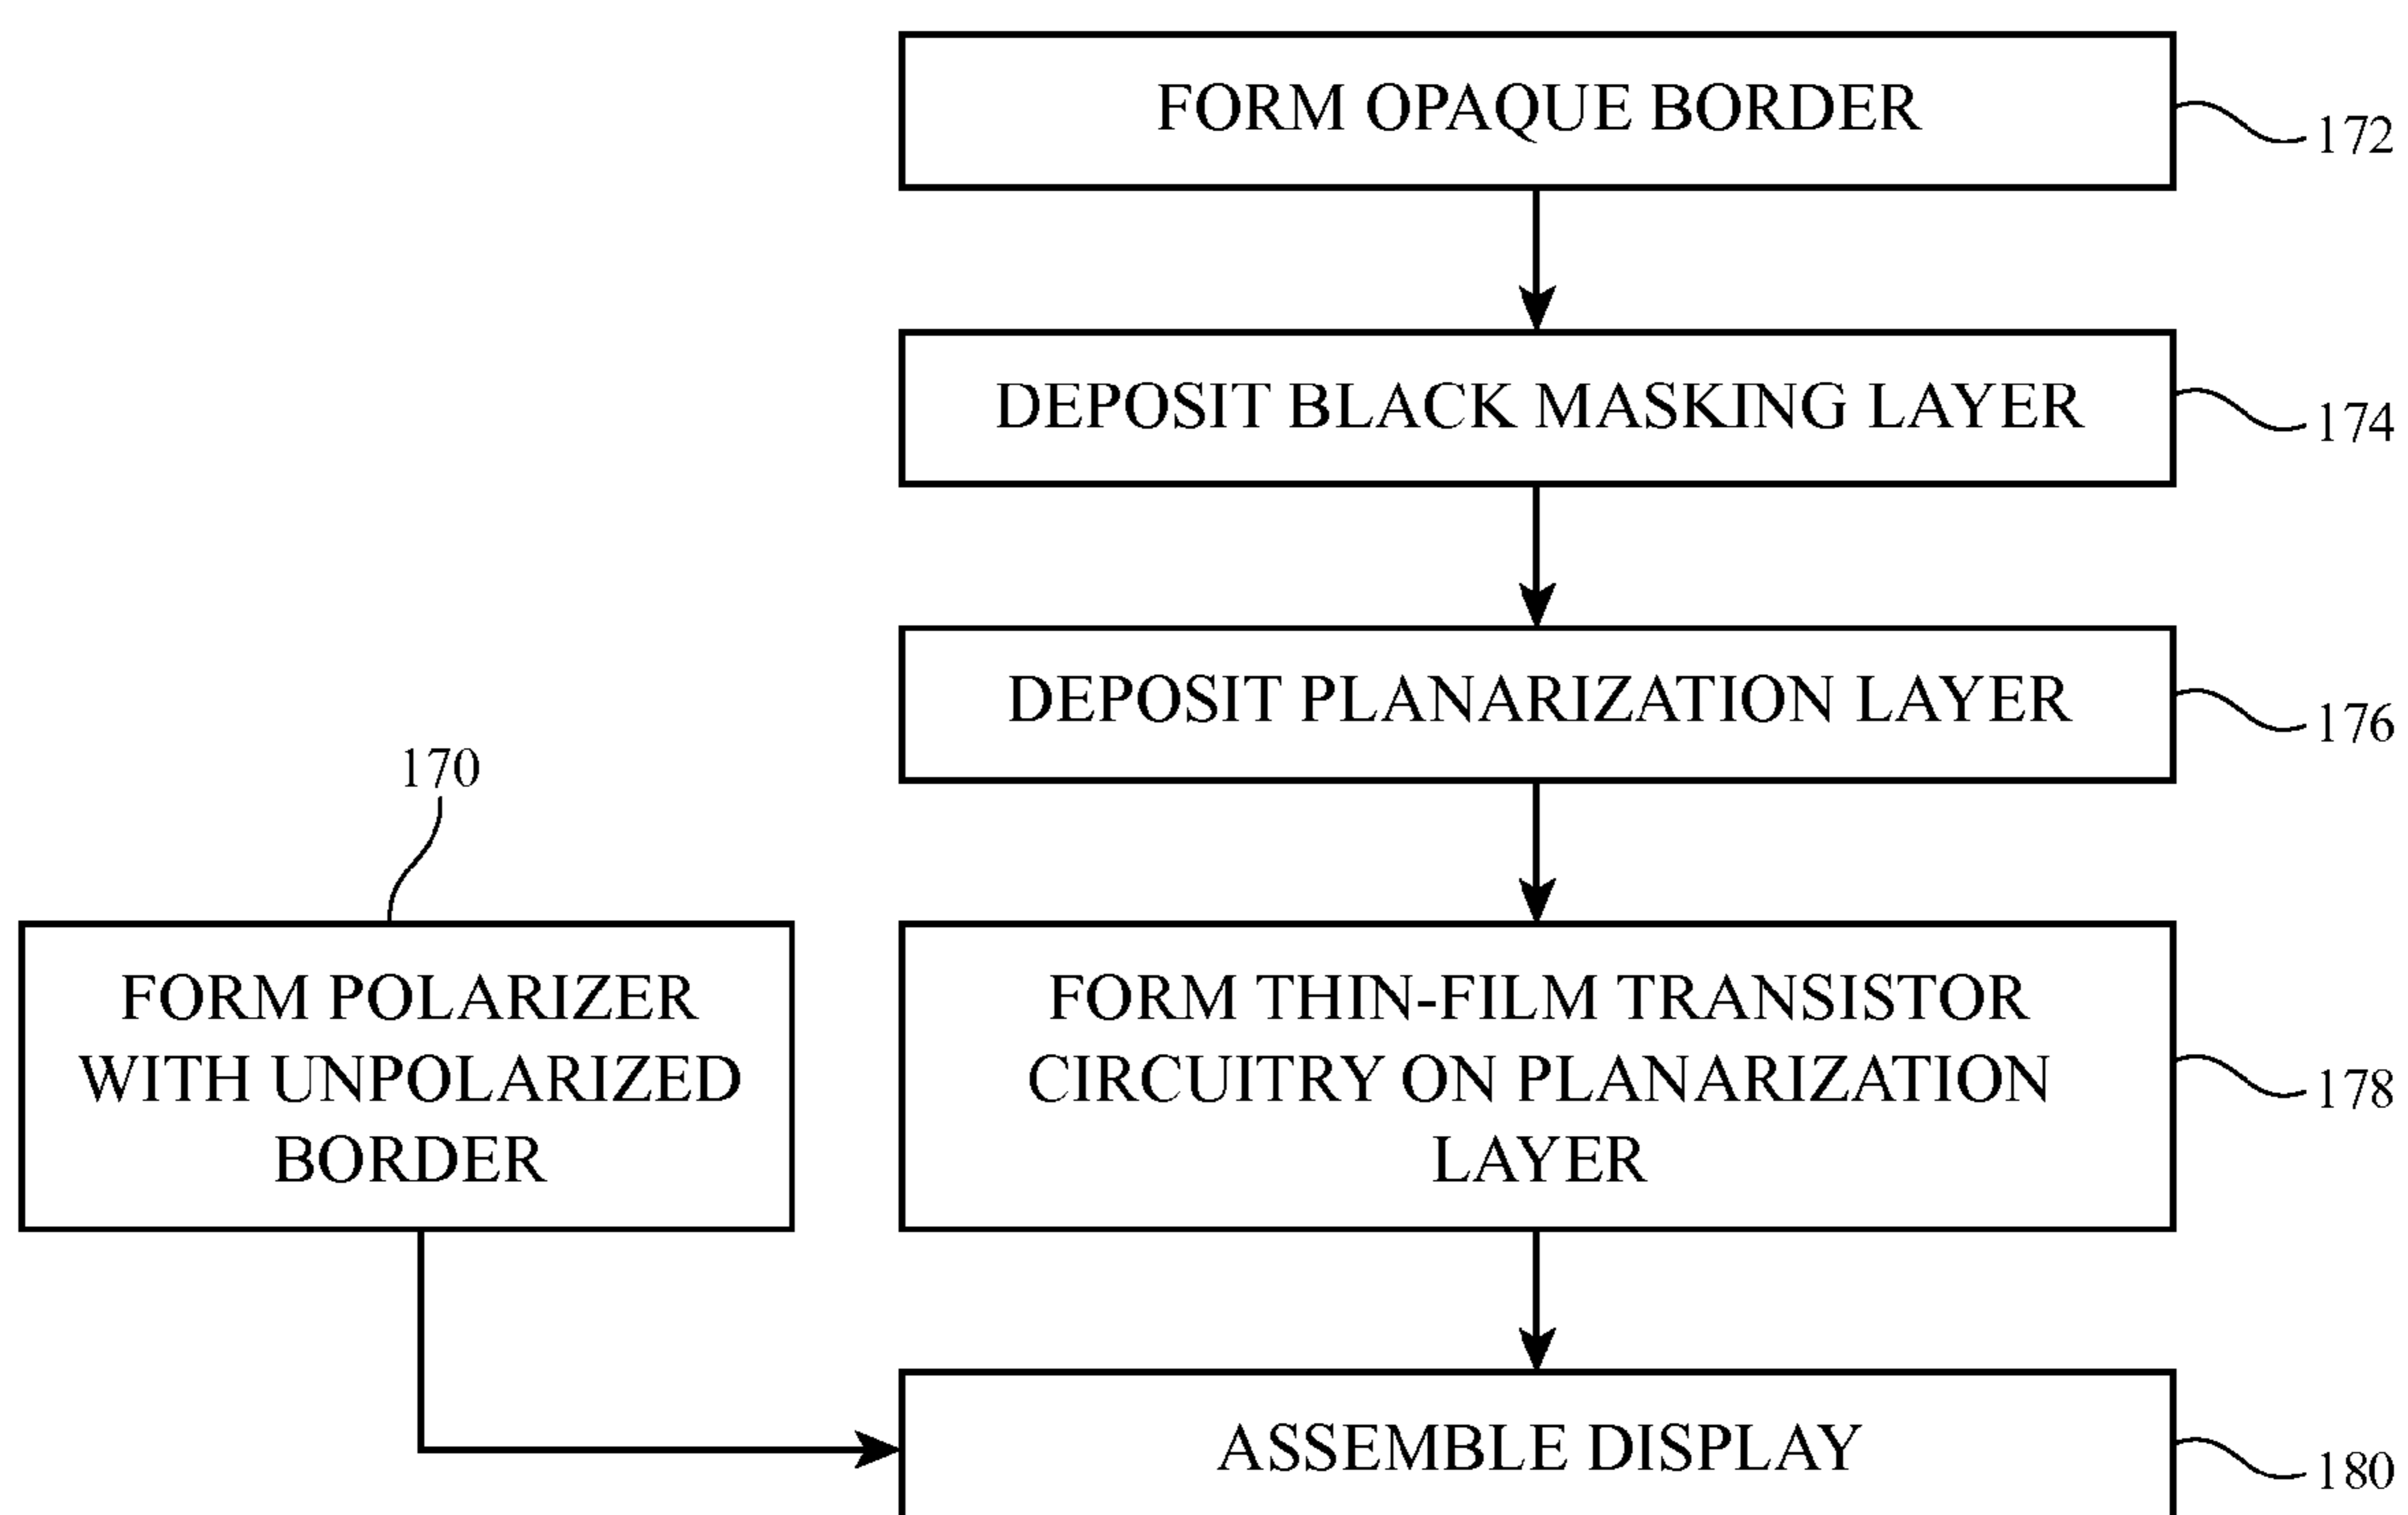 FORM OPAQUE BORDER
172
DEPOSIT BLACK MASKING LAYER
174
DEPOSIT PLANARIZATION LAYER
176
170
FORM POLARIZER
WITH UNPOLARIZED
BORDER
FORM THIN-FILM TRANSISTOR
CIRCUITRY ON PLANARIZATION
LAYER
178
ASSEMBLE DISPLAY
180